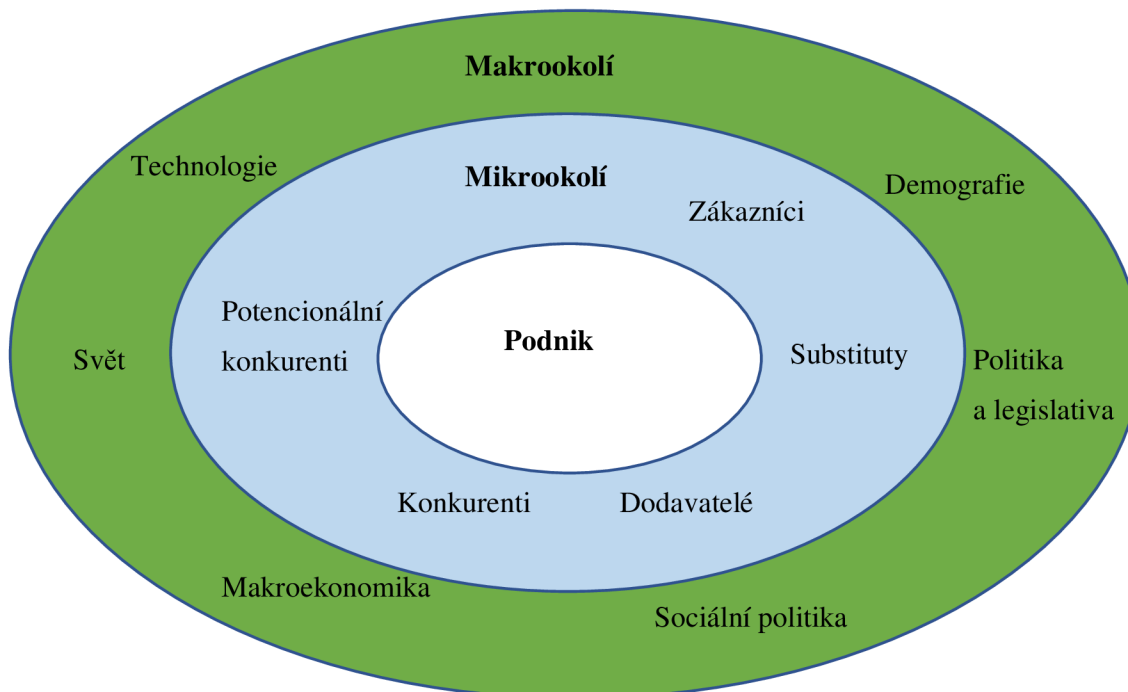 Makrookolí
Technologie
Mikrookolí
Demografie
Zákazníci
Potencionální
konkurenti
Podnik
Svět
Substituty
Politika
a legislativa
Konkurenti
Dodavatelé
Makroekonomika
Sociální politika